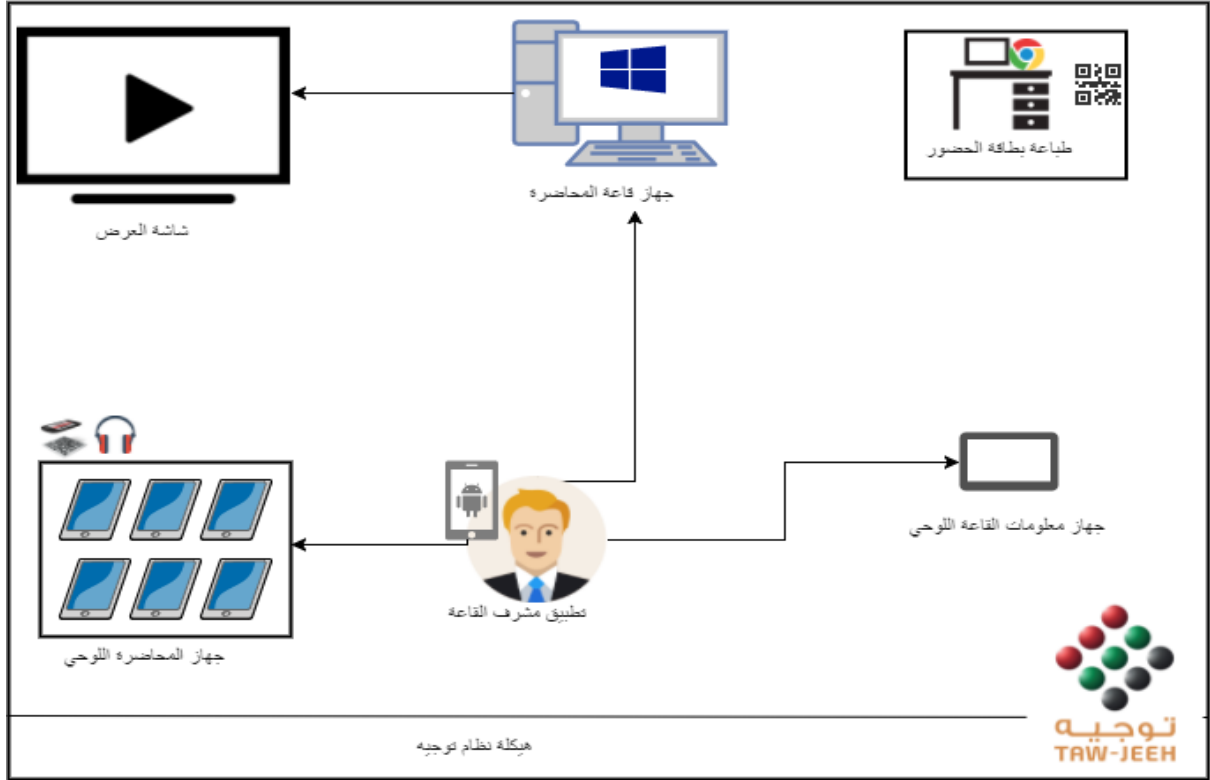 طباعة بطاقة الحضور
جهاز قاعة المحاضرة
شاشة العرض
جهاز معلومات القاعة اللوحي
تطبيق مشرف القاعة
جهاز المحاضرة اللوحي
توجيه
TAW-JEEH
هيكلة نظام توجيه